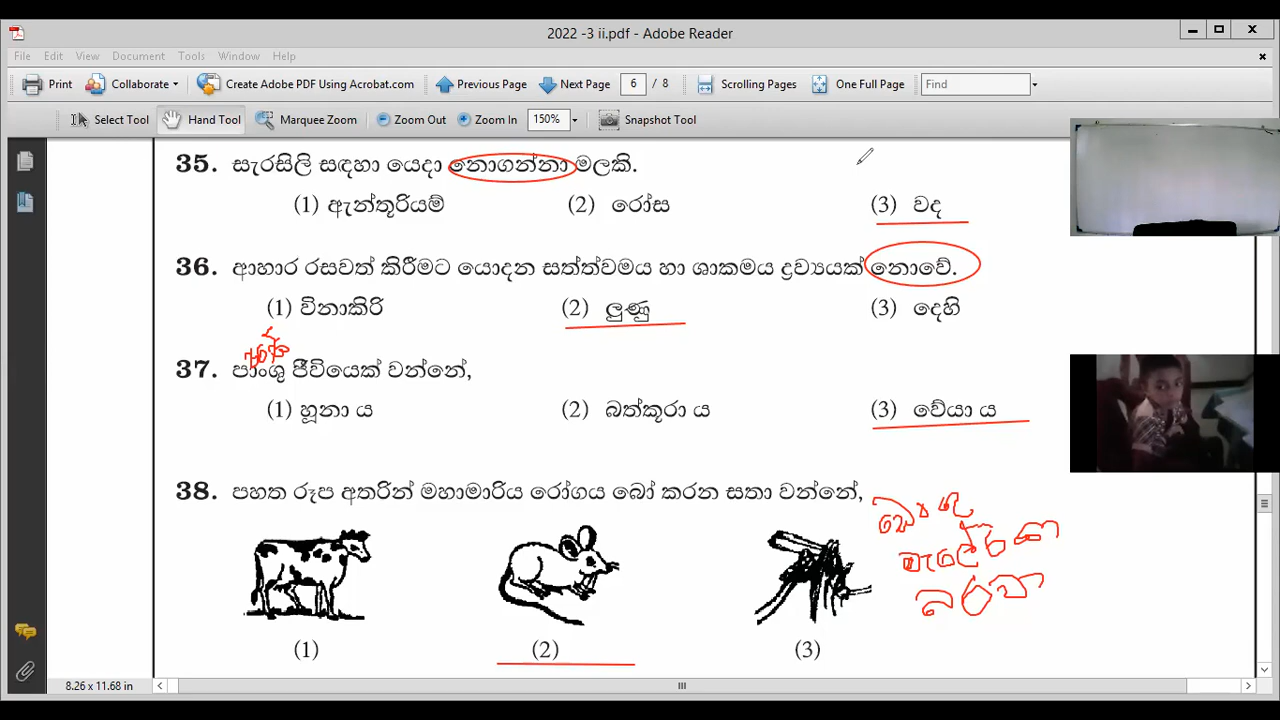 2022 -3 ii.pdf - Adobe Reader
File Edit View Document Tools Window Help
Print Collaborate Create Adobe PDF Using Acrobat.com Previous Page Next Page 6 / 8 Scrolling Pages One Full Page Find
Select Tool Hand Tool Marquee Zoom Zoom Out Zoom In 150% Snapshot Tool
35. සැරසිලි සඳහා යෙදා නොගන්නා මලකි.
(1) ඇන්තූරියම් (2) රෝස (3) වද
36. ආහාර රසවත් කිරීමට යොදන සත්ත්වමය හා ශාකමය ද්‍රව්‍යයක් නොවේ.
(1) විනාකිරි (2) ලුණු (3) දෙහි
37. පාංශු ජීවියෙක් වන්නේ,
(1) හූනා ය (2) බත්කූරා ය (3) වේයා ය
38. පහත රූප අතරින් මහාමාරිය රෝගය බෝ කරන සතා වන්නේ,
ඩෙංගු
මැලේරියා
බරවා
(1) (2) (3)
8.26 x 11.68 in